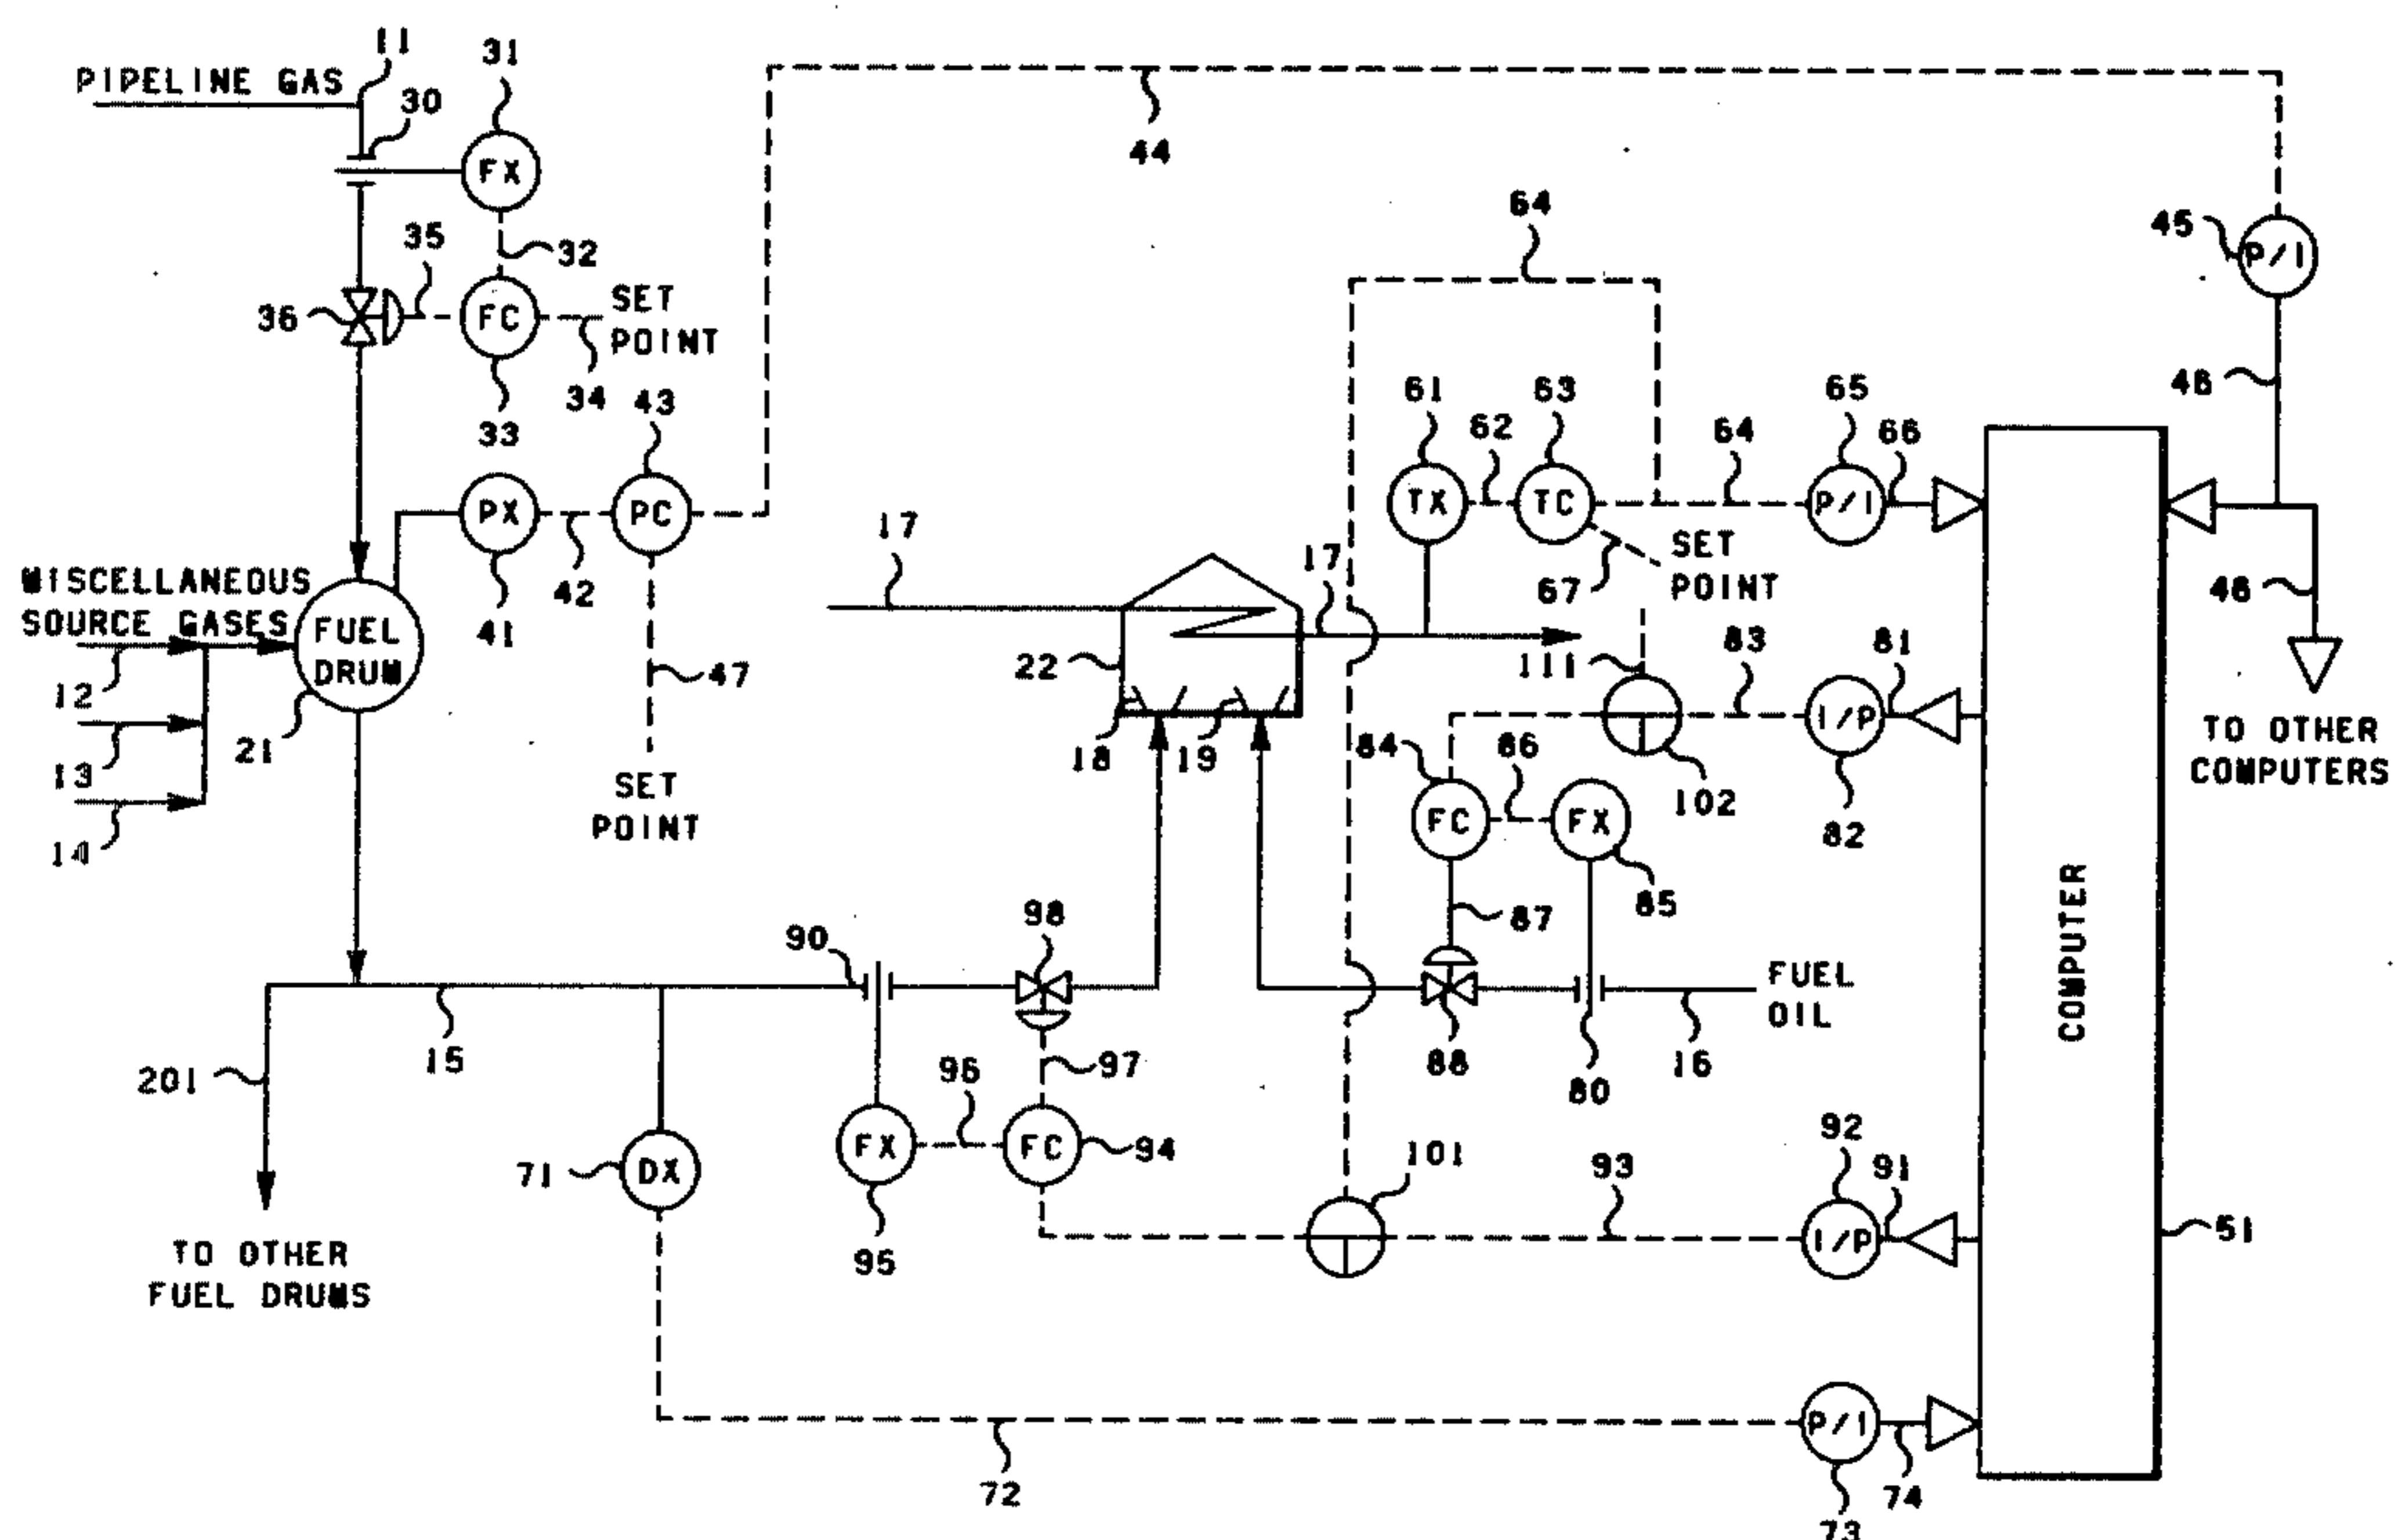 11
PIPELINE GAS
30
31
FX
44
35
32
36
FC
SET
POINT
34
33
43
45
P/I
46
64
61
63
65
62
64
66
TX
TC
P/I
PX
PC
42
41
17
17
67
SET
POINT
46
MISCELLANEOUS
SOURCE GASES
FUEL
DRUM
12
13
14
21
47
SET
POINT
22
18
19
111
83
81
I/P
102
82
TO OTHER
COMPUTERS
84
86
FC
FX
87
85
COMPUTER
90
98
FUEL
OIL
15
201
96
97
88
80
16
FX
FC
94
95
71
DX
101
93
92
91
I/P
51
TO OTHER
FUEL DRUMS
72
P/I
74
73